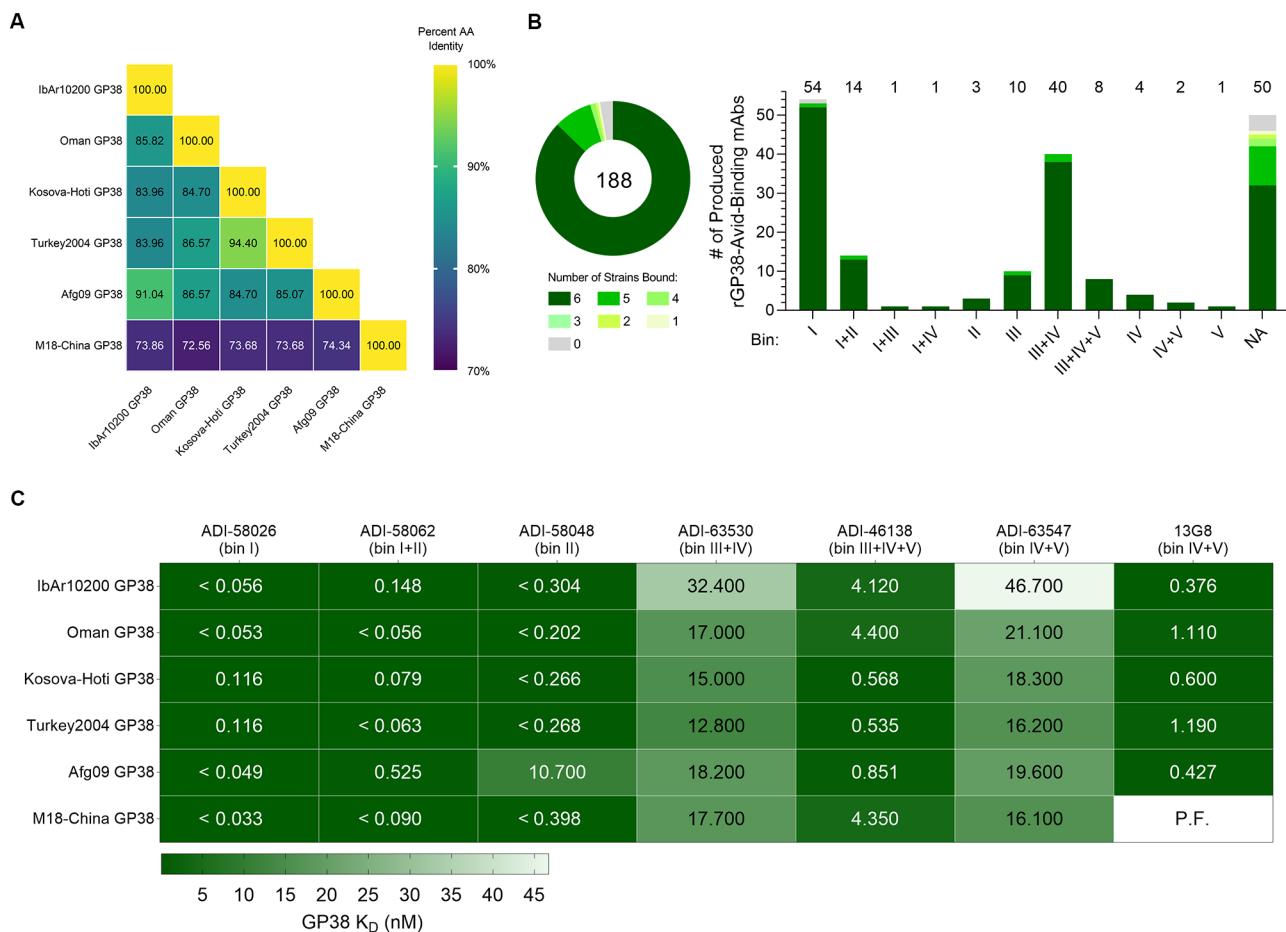 A
Percent AA
Identity
100%
90%
80%
70%
IbAr10200 GP38 100.00
Oman GP38 85.82 100.00
Kosova-Hoti GP38 83.96 84.70 100.00
Turkey2004 GP38 83.96 86.57 94.40 100.00
Afg09 GP38 91.04 86.57 84.70 85.07 100.00
M18-China GP38 73.86 72.56 73.68 73.68 74.34 100.00
IbAr10200 GP38
Oman GP38
Kosova-Hoti GP38
Turkey2004 GP38
Afg09 GP38
M18-China GP38
B
188
Number of Strains Bound:
6 5 4
3 2 1
0
# of Produced
rGP38-Avid-Binding mAbs
54 14 1 1 3 10 40 8 4 2 1 50
50
40
30
20
10
0
Bin: I I+II I+III I+IV II III III+IV III+IV+V IV IV+V V NA
C
ADI-58026 ADI-58062 ADI-58048 ADI-63530 ADI-46138 ADI-63547 13G8
(bin I) (bin I+II) (bin II) (bin III+IV) (bin III+IV+V) (bin IV+V) (bin IV+V)
IbAr10200 GP38 < 0.056 0.148 < 0.304 32.400 4.120 46.700 0.376
Oman GP38 < 0.053 < 0.056 < 0.202 17.000 4.400 21.100 1.110
Kosova-Hoti GP38 0.116 0.079 < 0.266 15.000 0.568 18.300 0.600
Turkey2004 GP38 0.116 < 0.063 < 0.268 12.800 0.535 16.200 1.190
Afg09 GP38 < 0.049 0.525 10.700 18.200 0.851 19.600 0.427
M18-China GP38 < 0.033 < 0.090 < 0.398 17.700 4.350 16.100 P.F.
5 10 15 20 25 30 35 40 45
GP38 KD (nM)